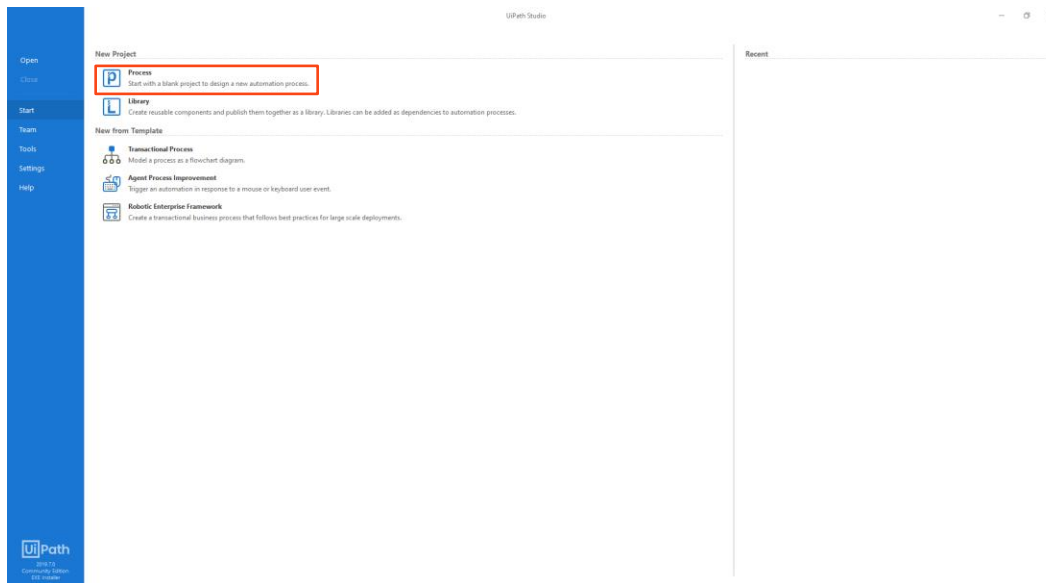 UiPath Studio
Open
Close
Start
Team
Tools
Settings
Help
New Project
Process
Start with a blank project to design a new automation process.
Library
Create reusable components and publish them together as a library. Libraries can be added as dependencies to automation processes.
New from Template
Transactional Process
Model a process as a flowchart diagram.
Agent Process Improvement
Trigger an automation in response to a mouse or keyboard user event.
Robotic Enterprise Framework
Create a transactional business process that follows best practices for large scale deployments.
Recent
UiPath
2019.7.0
Community Edition
EXE installer